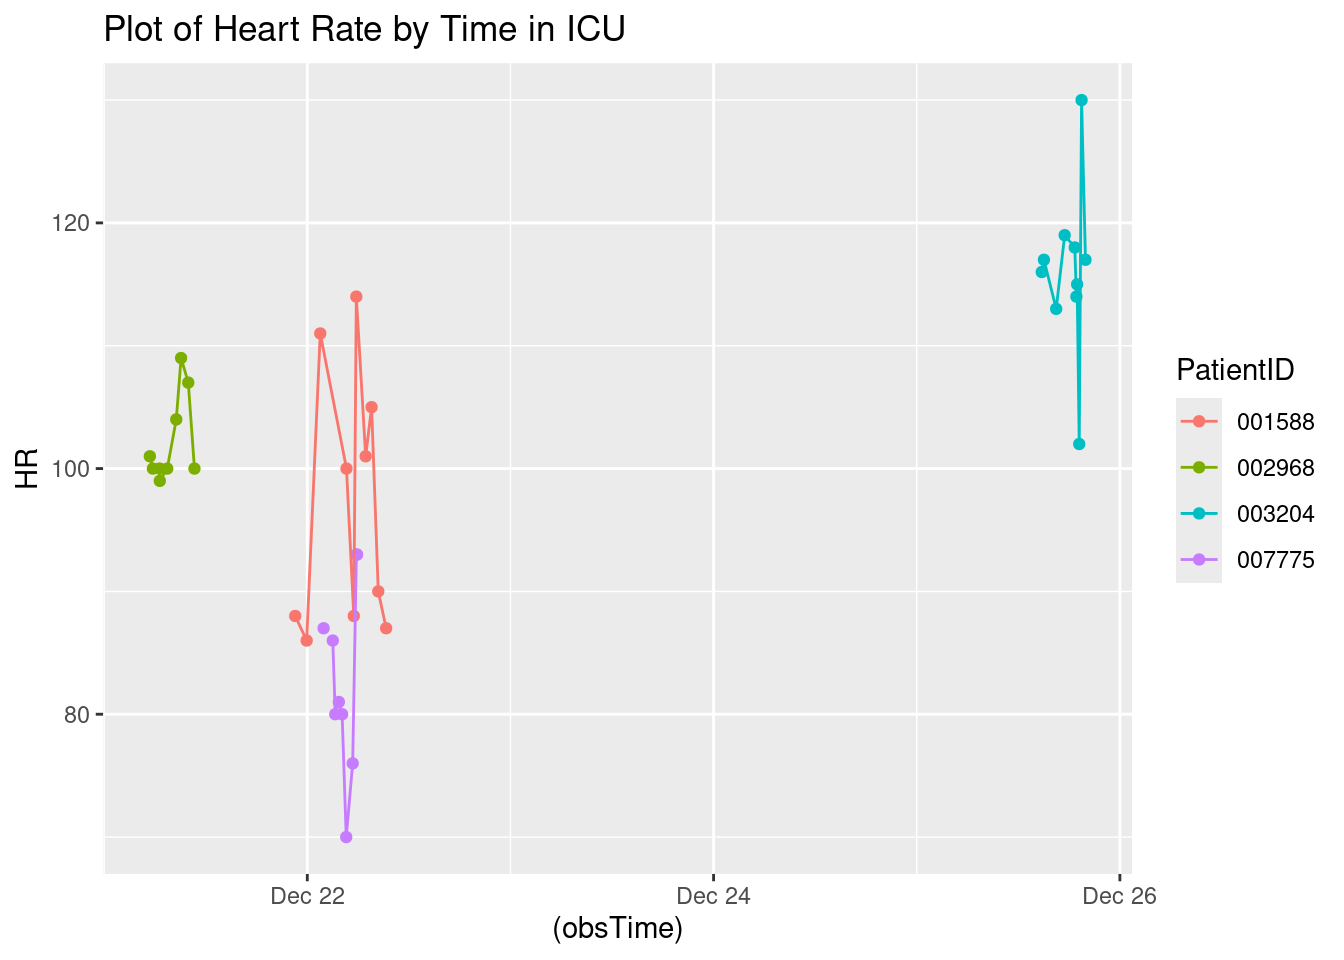 Plot of Heart Rate by Time in ICU
HR
120
100
80
Dec 22
Dec 24
Dec 26
(obsTime)
PatientID
001588
002968
003204
007775